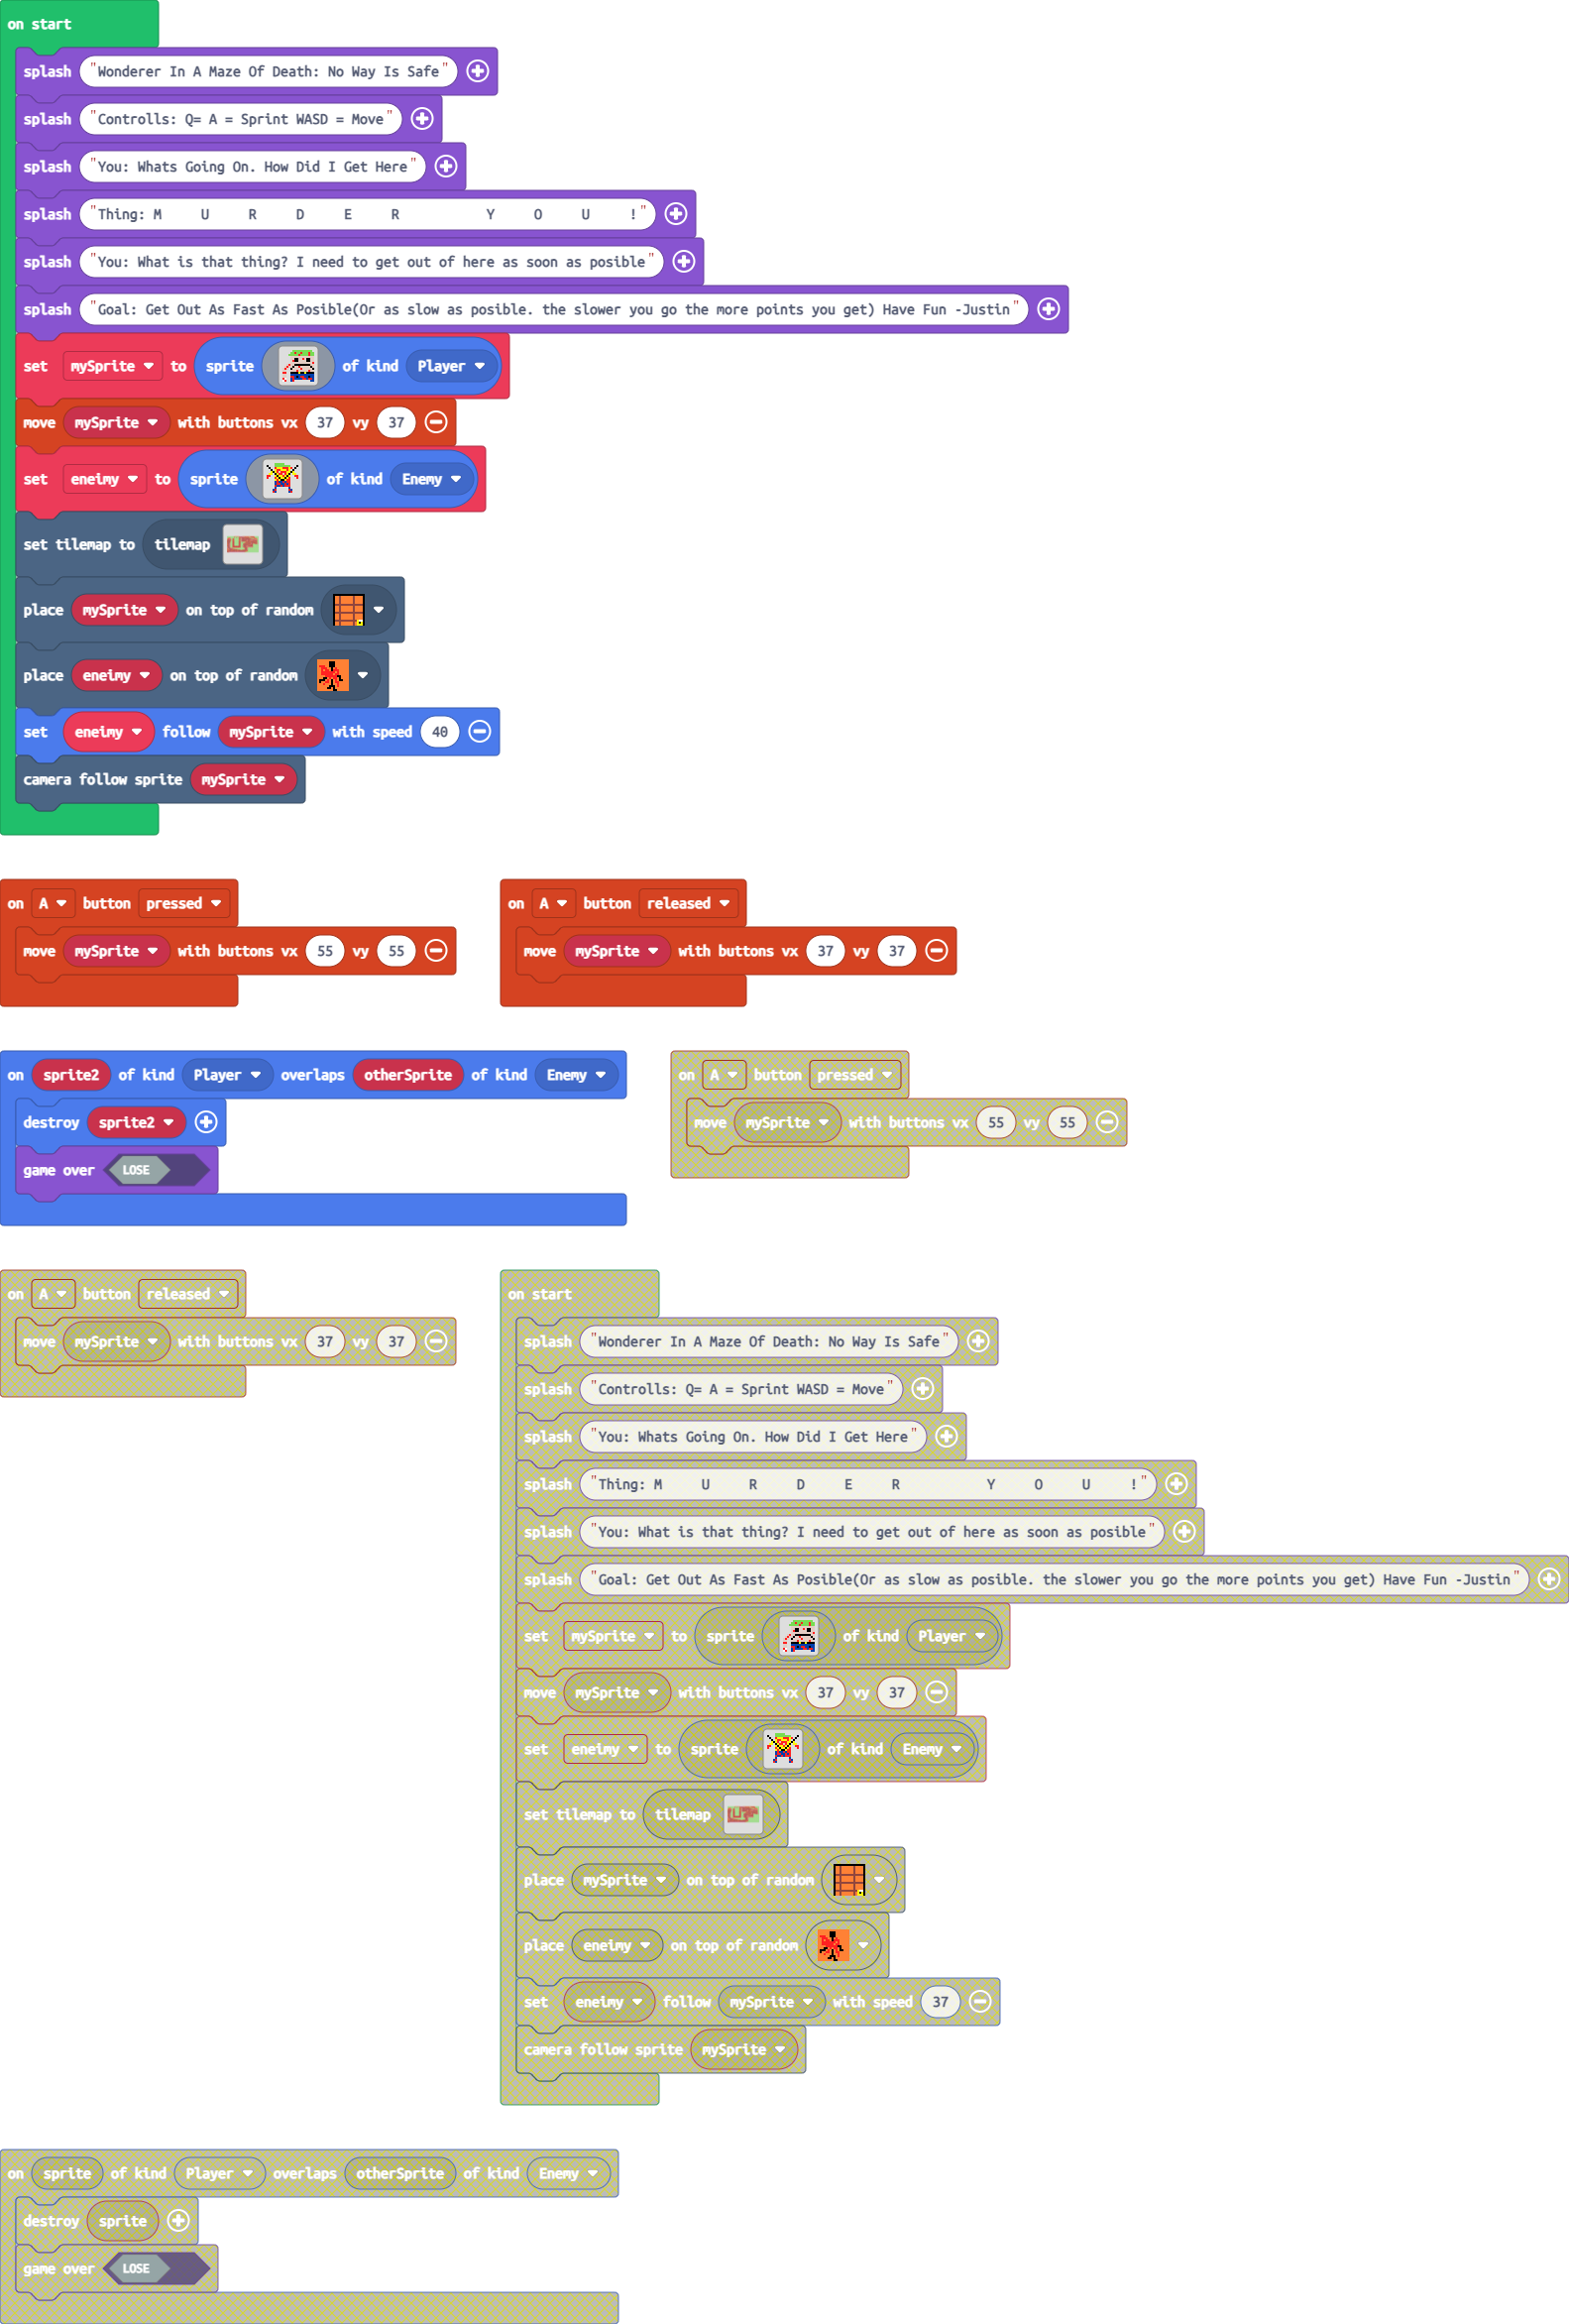 on start
splash "Wonderer In A Maze Of Death: No Way Is Safe"
splash "Controlls: Q= A = Sprint WASD = Move"
splash "You: Whats Going On. How Did I Get Here"
splash "Thing: M U R D E R Y O U !"
splash "You: What is that thing? I need to get out of here as soon as posible"
splash "Goal: Get Out As Fast As Posible(Or as slow as posible. the slower you go the more points you get) Have Fun -Justin"
set mySprite to sprite of kind Player
move mySprite with buttons vx 37 vy 37
set eneimy to sprite of kind Enemy
set tilemap to tilemap
place mySprite on top of random
place eneimy on top of random
set eneimy follow mySprite with speed 40
camera follow sprite mySprite
on A button pressed
move mySprite with buttons vx 55 vy 55
on A button released
move mySprite with buttons vx 37 vy 37
on sprite2 of kind Player overlaps otherSprite of kind Enemy
destroy sprite2
game over LOSE
on A button pressed
move mySprite with buttons vx 55 vy 55
on A button released
move mySprite with buttons vx 37 vy 37
on start
splash "Wonderer In A Maze Of Death: No Way Is Safe"
splash "Controlls: Q= A = Sprint WASD = Move"
splash "You: Whats Going On. How Did I Get Here"
splash "Thing: M U R D E R Y O U !"
splash "You: What is that thing? I need to get out of here as soon as posible"
splash "Goal: Get Out As Fast As Posible(Or as slow as posible. the slower you go the more points you get) Have Fun -Justin"
set mySprite to sprite of kind Player
move mySprite with buttons vx 37 vy 37
set eneimy to sprite of kind Enemy
set tilemap to tilemap
place mySprite on top of random
place eneimy on top of random
set eneimy follow mySprite with speed 37
camera follow sprite mySprite
on sprite of kind Player overlaps otherSprite of kind Enemy
destroy sprite
game over LOSE